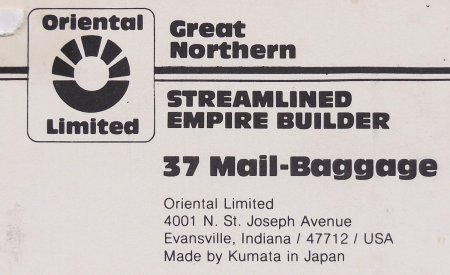 Oriental
Limited
Great
Northern
STREAMLINED
EMPIRE BUILDER
37 Mail-Baggage
Oriental Limited
4001 N. St. Joseph Avenue
Evansville, Indiana / 47712 / USA
Made by Kumata in Japan